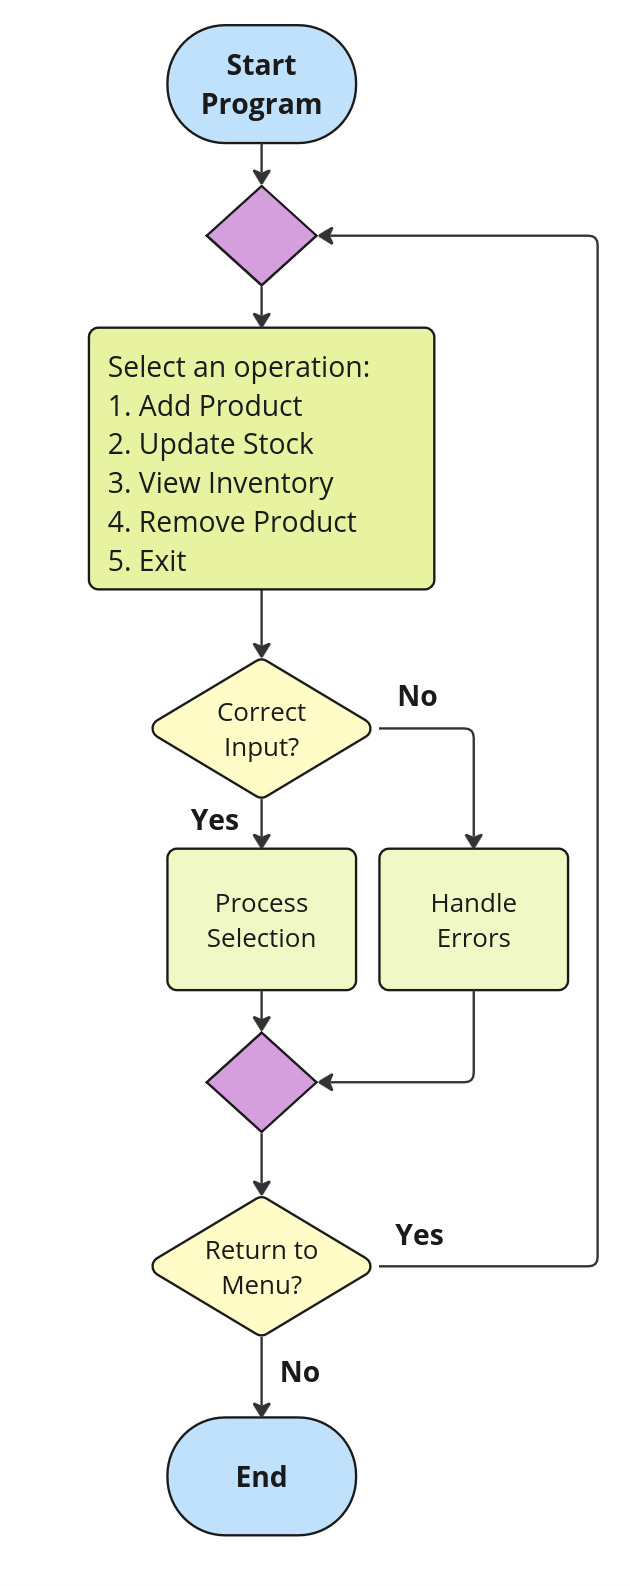 Start
Program
Select an operation:
1. Add Product
2. Update Stock
3. View Inventory
4. Remove Product
5. Exit
Correct
Input?
No
Yes
Process
Selection
Handle
Errors
Return to
Menu?
Yes
No
End